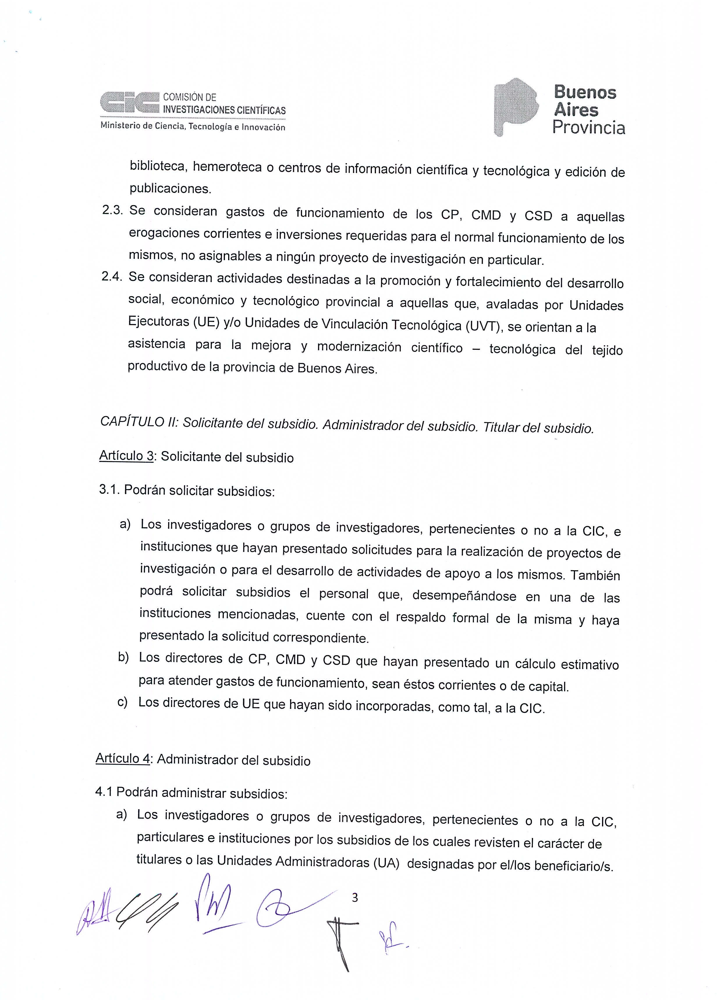 CIC COMISIÓN DE
INVESTIGACIONES CIENTÍFICAS
Ministerio de Ciencia, Tecnología e Innovación
Buenos
Aires
Provincia
biblioteca, hemeroteca o centros de información científica y tecnológica y edición de
publicaciones.
2.3. Se consideran gastos de funcionamiento de los CP, CMD y CSD a aquellas
erogaciones corrientes e inversiones requeridas para el normal funcionamiento de los
mismos, no asignables a ningún proyecto de investigación en particular.
2.4. Se consideran actividades destinadas a la promoción y fortalecimiento del desarrollo
social, económico y tecnológico provincial a aquellas que, avaladas por Unidades
Ejecutoras (UE) y/o Unidades de Vinculación Tecnológica (UVT), se orientan a la
asistencia para la mejora y modernización científico – tecnológica del tejido
productivo de la provincia de Buenos Aires.
CAPÍTULO II: Solicitante del subsidio. Administrador del subsidio. Titular del subsidio.
Artículo 3: Solicitante del subsidio
3.1. Podrán solicitar subsidios:
a) Los investigadores o grupos de investigadores, pertenecientes o no a la CIC, e
instituciones que hayan presentado solicitudes para la realización de proyectos de
investigación o para el desarrollo de actividades de apoyo a los mismos. También
podrá solicitar subsidios el personal que, desempeñándose en una de las
instituciones mencionadas, cuente con el respaldo formal de la misma y haya
presentado la solicitud correspondiente.
b) Los directores de CP, CMD y CSD que hayan presentado un cálculo estimativo
para atender gastos de funcionamiento, sean éstos corrientes o de capital.
c) Los directores de UE que hayan sido incorporadas, como tal, a la CIC.
Artículo 4: Administrador del subsidio
4.1 Podrán administrar subsidios:
a) Los investigadores o grupos de investigadores, pertenecientes o no a la CIC,
particulares e instituciones por los subsidios de los cuales revisten el carácter de
titulares o las Unidades Administradoras (UA) designadas por el/los beneficiario/s.
3